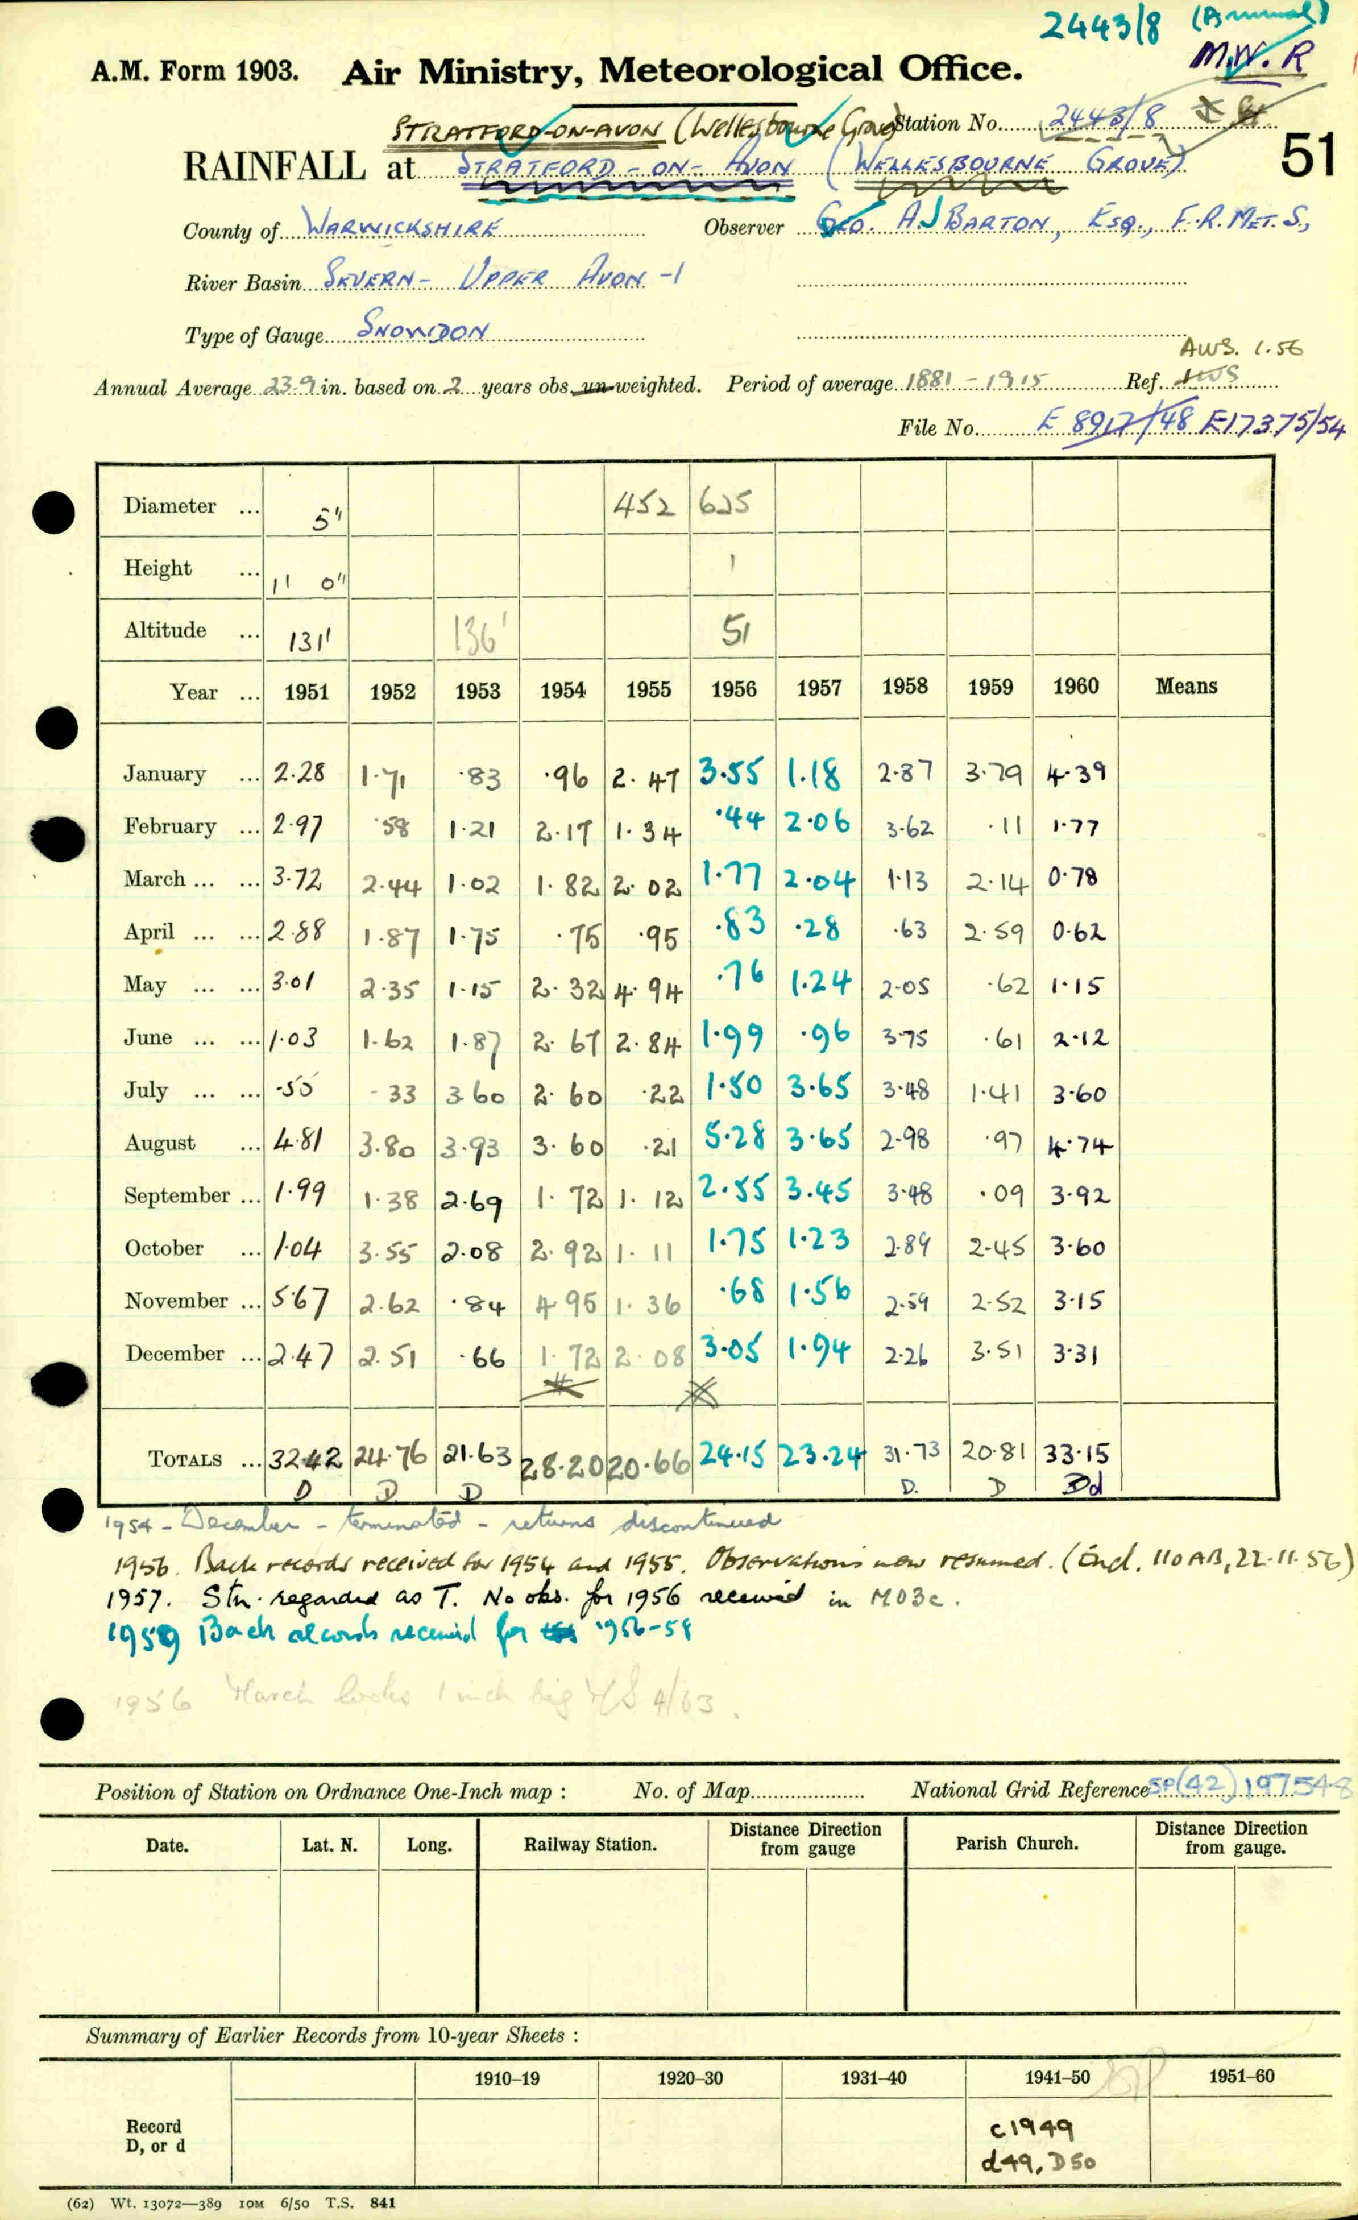 2443/8 (Annual)
M.W.R
A.M. Form 1903. Air Ministry, Meteorological Office.
STRATFORD-ON-AVON (Wellesbourne Grove) Station No. 2443/8
RAINFALL at STRATFORD-ON-AVON (WELLESBOURNE GROVE) 51
County of WARWICKSHIRE Observer GEO. A.J BARTON, ESQ., F.R.MET.S.,
River Basin SEVERN- UPPER AVON -1
Type of Gauge SNOWDON
AWS. 1.56
Annual Average 23.9 in. based on 2 years obs. un-weighted. Period of average 1881-1915 Ref. AWS
File No. E 8917/48 E17375/54
Diameter ... 5" 452 625
Height ... 1' 0" 1
Altitude ... 131' 136' 51
Year ... 1951 1952 1953 1954 1955 1956 1957 1958 1959 1960 Means
January ... 2.28 1.71 .83 .96 2.47 3.55 1.18 2.87 3.79 4.39
February ... 2.97 .58 1.21 2.17 1.34 .44 2.06 3.62 .11 1.77
March ... ... 3.72 2.44 1.02 1.82 2.02 1.77 2.04 1.13 2.14 0.78
April ... ... 2.88 1.87 1.75 .75 .95 .83 .28 .63 2.59 0.62
May ... ... 3.01 2.35 1.15 2.32 4.94 .76 1.24 2.05 .62 1.15
June ... ... 1.03 1.62 1.87 2.67 2.84 1.99 .96 3.75 .61 2.12
July ... ... .55 .33 3.60 2.60 .22 1.50 3.65 3.48 1.41 3.60
August ... 4.81 3.80 3.93 3.60 .21 5.28 3.65 2.98 .97 4.74
September ... 1.99 1.38 2.69 1.72 1.12 2.55 3.45 3.48 .09 3.92
October ... 1.04 3.55 2.08 2.92 1.11 1.75 1.23 2.89 2.45 3.60
November ... 5.67 2.62 .84 4.95 1.36 .68 1.56 2.59 2.52 3.15
December ... 2.47 2.51 .66 1.72 2.08 3.05 1.94 2.26 3.51 3.31
TOTALS ... 32.42 24.76 21.63 28.20 20.66 24.15 23.24 31.73 20.81 33.15
D D D D. D Dd
1954 - December - terminated - returns discontinued
1956. Back records received for 1954 and 1955. Observations now resumed. (Encl. 110AB, 22.11.56)
1957. Stn. regarded as T. No obs. for 1956 received in M03c.
1959 Back records received for 1956-59
1956 March looks 1 inch big 4/63.
Position of Station on Ordnance One-Inch map : No. of Map National Grid Reference SP(42) 197548
Date. Lat. N. Long. Railway Station. Distance from gauge Direction Parish Church. Distance from gauge. Direction
Summary of Earlier Records from 10-year Sheets :
1910–19 1920–30 1931–40 1941–50 1951–60
Record D, or d
c1949
d49, D50
(62) Wt. 13072—389 10M 6/50 T.S. 841